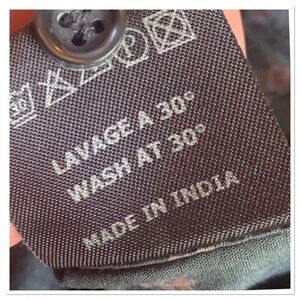 LAVAGE A 30°
WASH AT 30°
MADE IN INDIA